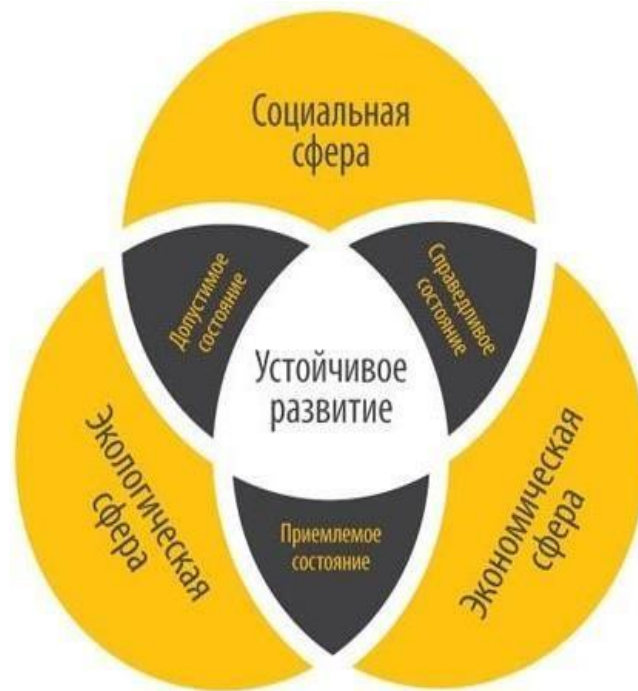 Социальная
сфера
Допустимое
состояние
Справедливое
состояние
Устойчивое
развитие
Экологическая
сфера
Экономическая
сфера
Приемлемое
состояние